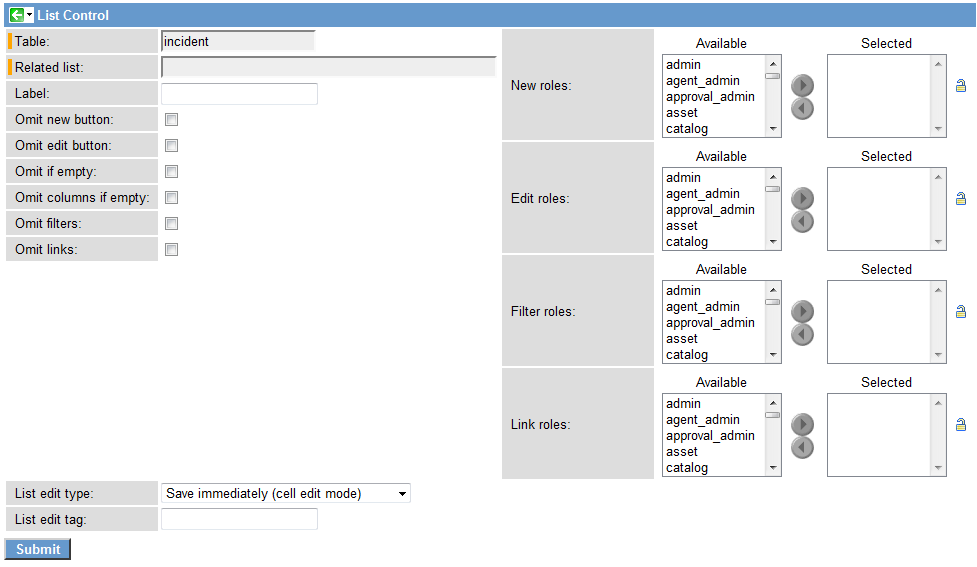 List Control
Table: incident
Related list:
Label:
Omit new button:
Omit edit button:
Omit if empty:
Omit columns if empty:
Omit filters:
Omit links:
New roles:
Available Selected
admin
agent_admin
approval_admin
asset
catalog
Edit roles:
Available Selected
admin
agent_admin
approval_admin
asset
catalog
Filter roles:
Available Selected
admin
agent_admin
approval_admin
asset
catalog
Link roles:
Available Selected
admin
agent_admin
approval_admin
asset
catalog
List edit type: Save immediately (cell edit mode)
List edit tag:
Submit